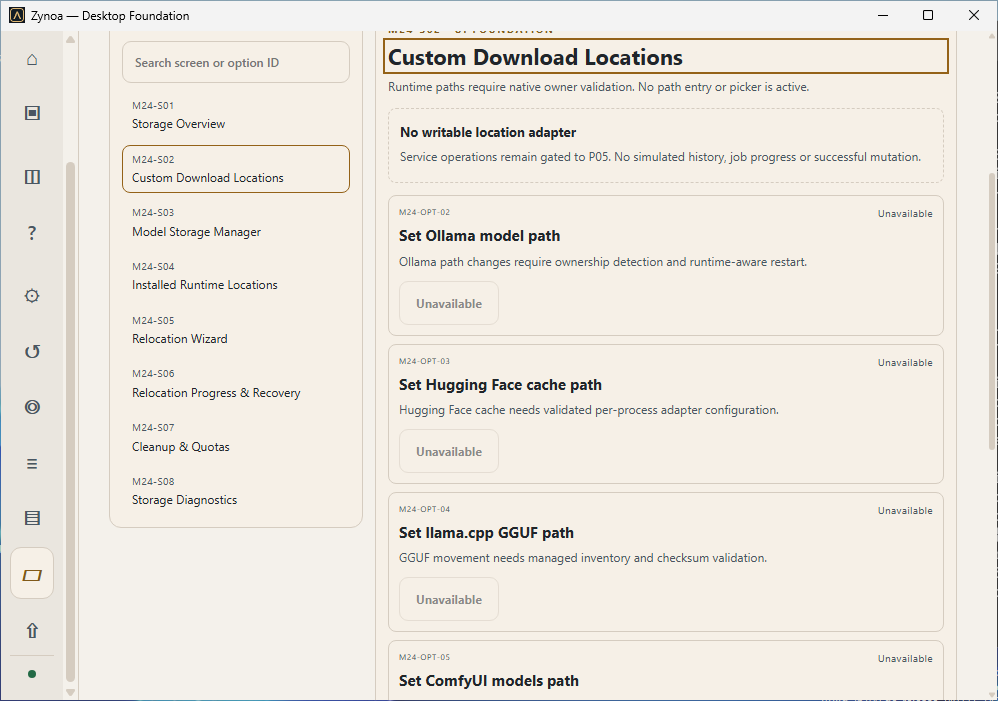 Zynoa — Desktop Foundation
Search screen or option ID
M24-S01
Storage Overview
M24-S02
Custom Download Locations
M24-S03
Model Storage Manager
M24-S04
Installed Runtime Locations
M24-S05
Relocation Wizard
M24-S06
Relocation Progress & Recovery
M24-S07
Cleanup & Quotas
M24-S08
Storage Diagnostics
Custom Download Locations
Runtime paths require native owner validation. No path entry or picker is active.
No writable location adapter
Service operations remain gated to P05. No simulated history, job progress or successful mutation.
M24-OPT-02
Unavailable
Set Ollama model path
Ollama path changes require ownership detection and runtime-aware restart.
Unavailable
M24-OPT-03
Unavailable
Set Hugging Face cache path
Hugging Face cache needs validated per-process adapter configuration.
Unavailable
M24-OPT-04
Unavailable
Set llama.cpp GGUF path
GGUF movement needs managed inventory and checksum validation.
Unavailable
M24-OPT-05
Unavailable
Set ComfyUI models path